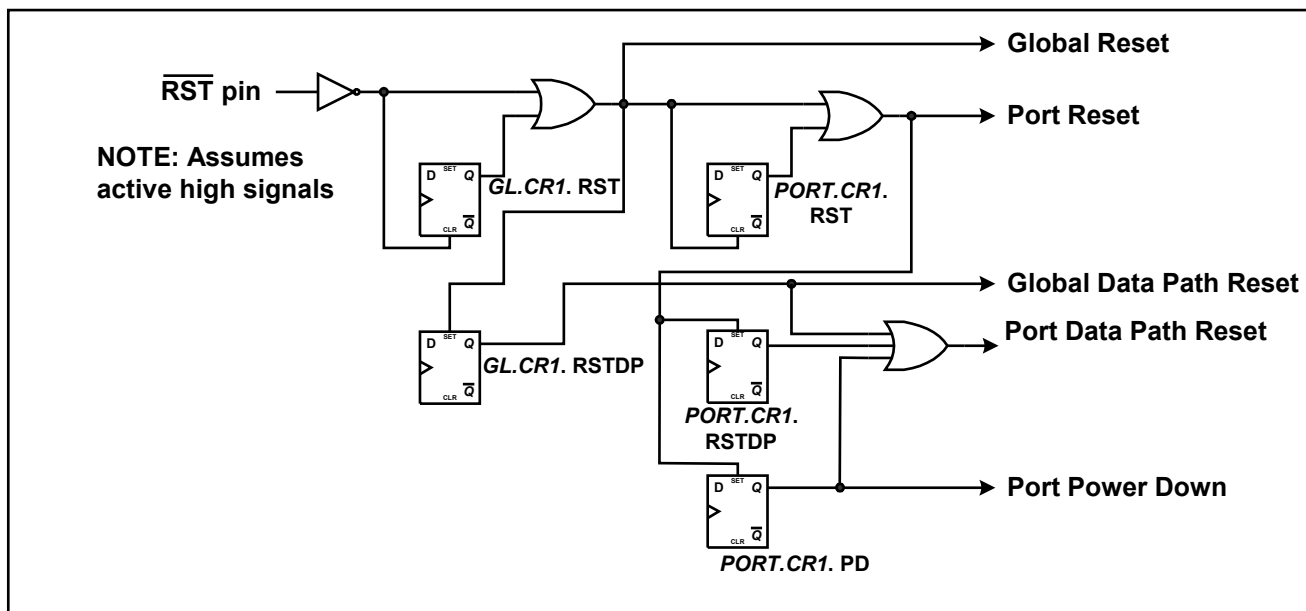 Global Reset
RST pin
Port Reset
NOTE: Assumes
active high signals
D SET Q
Q
CLR
GL.CR1. RST
D SET Q
Q
CLR
PORT.CR1.
RST
Global Data Path Reset
Port Data Path Reset
D SET Q
Q
CLR
GL.CR1. RSTDP
D SET Q
Q
CLR
PORT.CR1.
RSTDP
D SET Q
Q
CLR
Port Power Down
PORT.CR1. PD